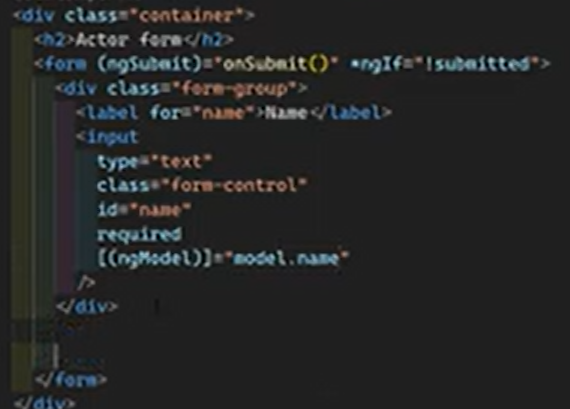 <div class="container">
<h2>Actor form</h2>
<form (ngSubmit)="onSubmit()" *ngIf="!submitted">
<div class="form-group">
<label for="name">Name</label>
<input
type="text"
class="form-control"
id="name"
required
[(ngModel)]="model.name"
/>
</div>
</form>
</div>